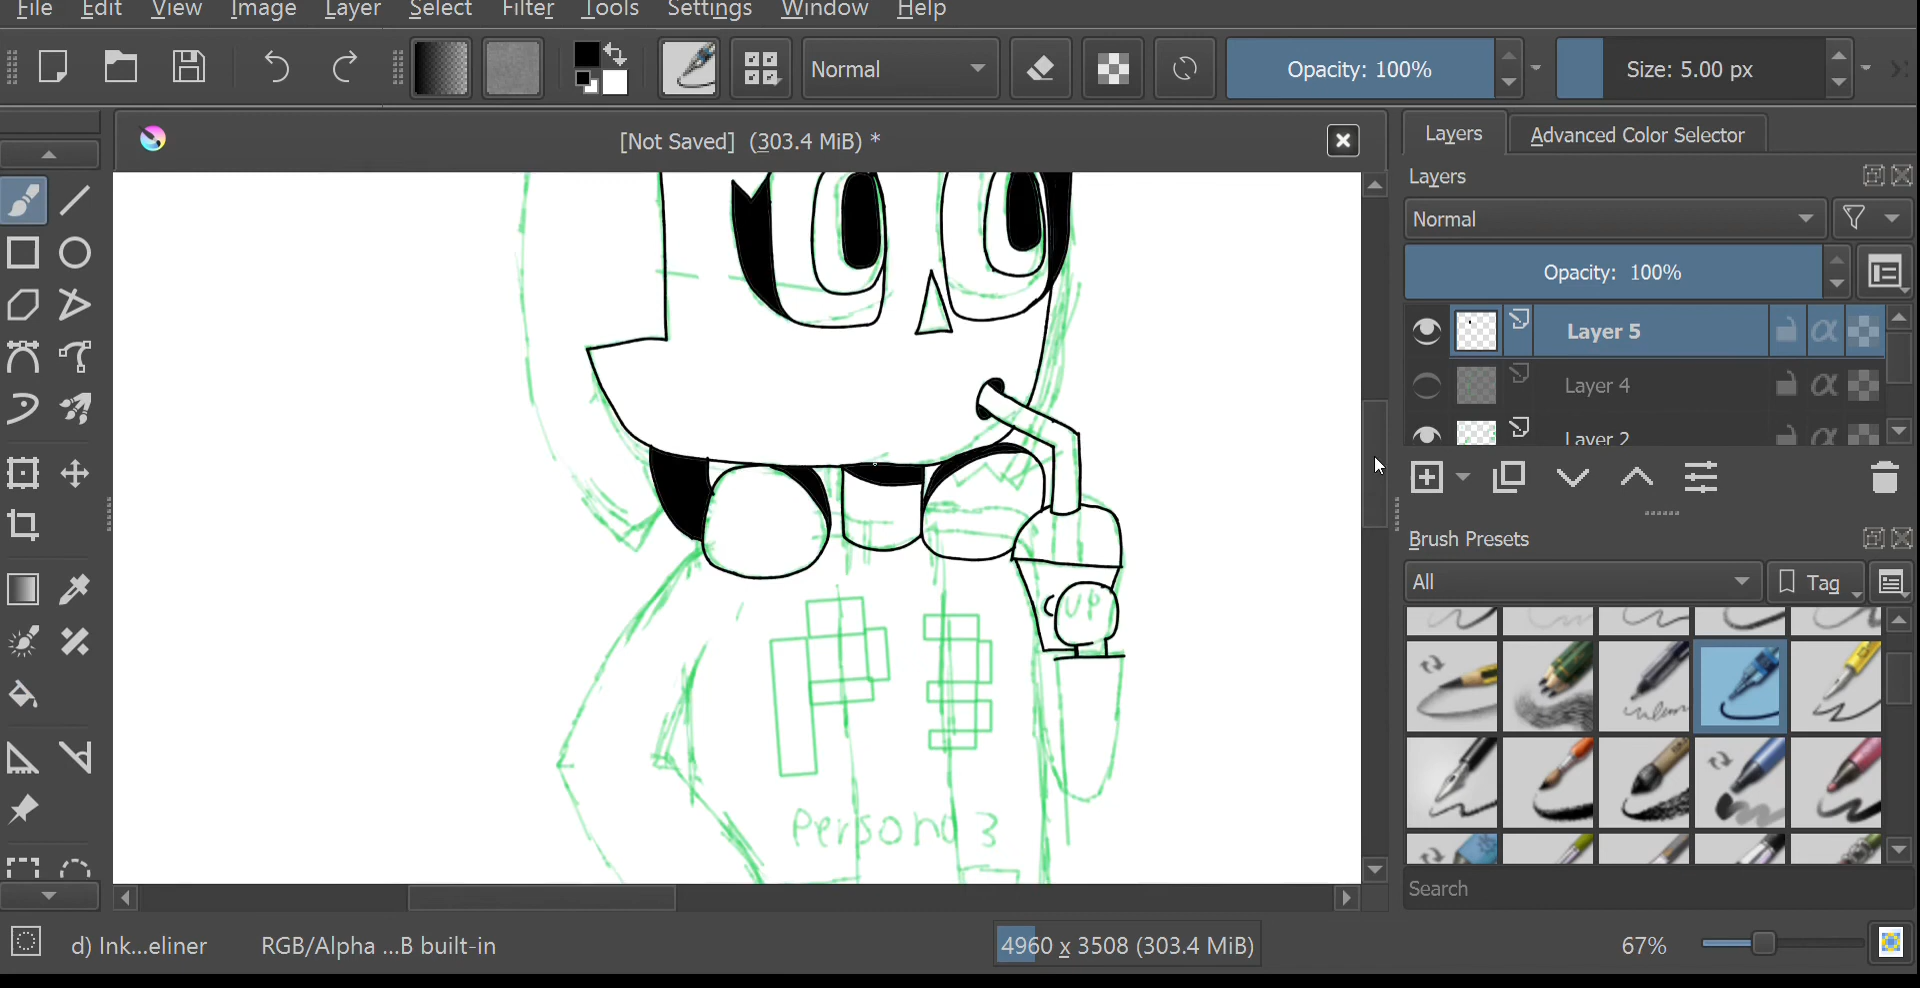 File Edit View Image Layer Select Filter Tools Settings Window Help
Normal Opacity: 100% Size: 5.00 px
[Not Saved] (303.4 MiB) *
Layers Advanced Color Selector
Layers
Normal
Opacity: 100%
Layer 5
Layer 4
Layer 2
Brush Presets
All Tag
UP
Persona 3
Search
d) Ink...eliner RGB/Alpha ...B built-in 4960 x 3508 (303.4 MiB) 67%